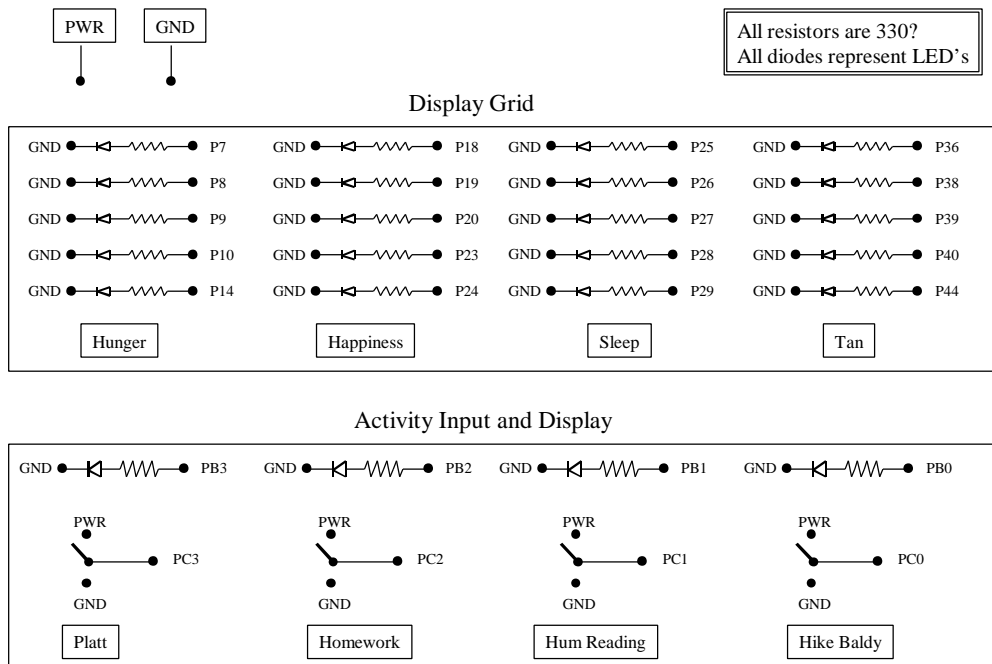 PWR GND
All resistors are 330?
All diodes represent LED's
Display Grid
GND P7 GND P18 GND P25 GND P36
GND P8 GND P19 GND P26 GND P38
GND P9 GND P20 GND P27 GND P39
GND P10 GND P23 GND P28 GND P40
GND P14 GND P24 GND P29 GND P44
Hunger Happiness Sleep Tan
Activity Input and Display
GND PB3 GND PB2 GND PB1 GND PB0
PWR PWR PWR PWR
PC3 PC2 PC1 PC0
GND GND GND GND
Platt Homework Hum Reading Hike Baldy